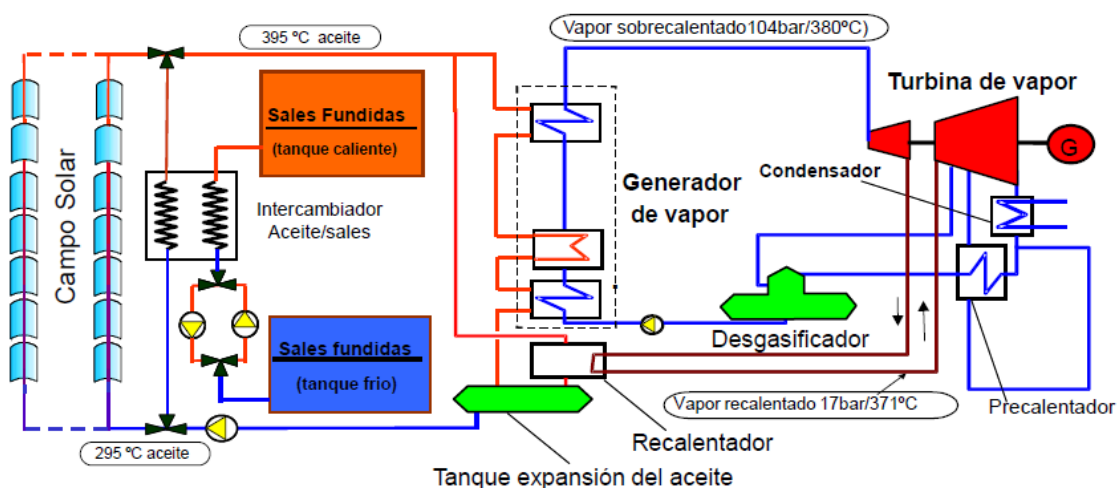 395 ºC aceite
Vapor sobrecalentado104bar/380ºC)
Turbina de vapor
Sales Fundidas
(tanque caliente)
G
Condensador
Campo Solar
Generador
de vapor
Intercambiador
Aceite/sales
Desgasificador
Sales fundidas
(tanque frio)
Vapor recalentado 17bar/371ºC
Precalentador
295 ºC aceite
Recalentador
Tanque expansión del aceite